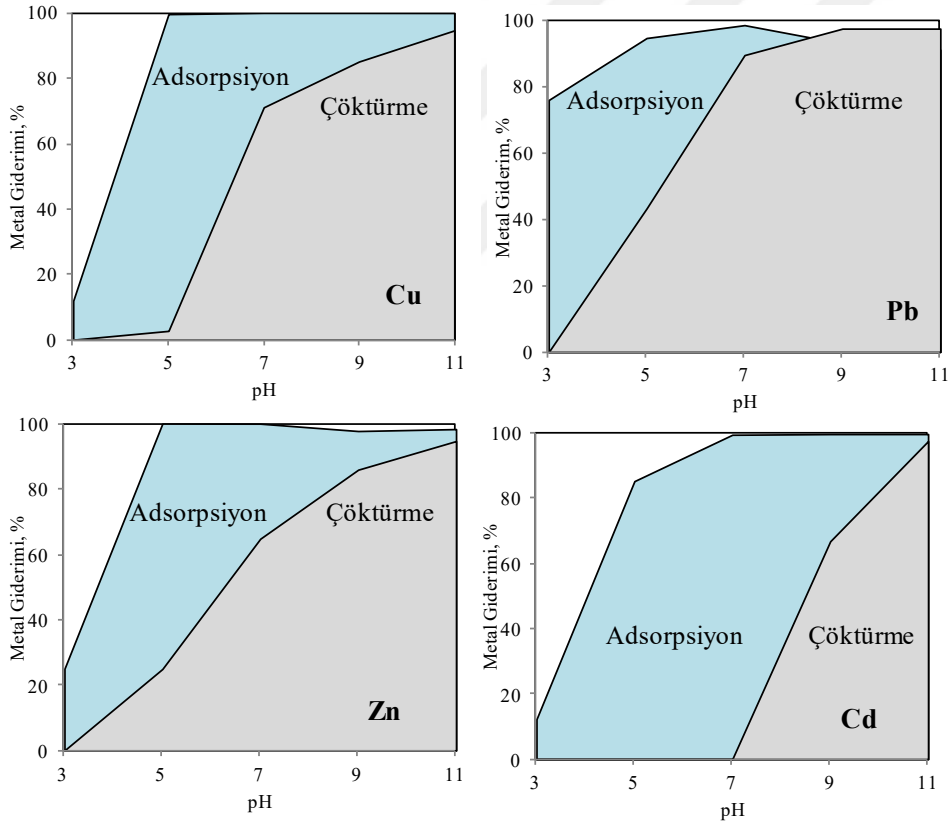 Metal Giderimi, %
100
80
60
40
20
0
Adsorpsiyon
Çöktürme
Cu
3 5 7 9 11
pH
Metal Giderim, %
100
80
60
40
20
0
Adsorpsiyon
Çöktürme
Pb
3 5 7 9 11
pH
Metal Giderimi, %
100
80
60
40
20
0
Adsorpsiyon
Çöktürme
Zn
3 5 7 9 11
pH
Metal Giderimi, %
100
80
60
40
20
0
Adsorpsiyon
Çöktürme
Cd
3 5 7 9 11
pH